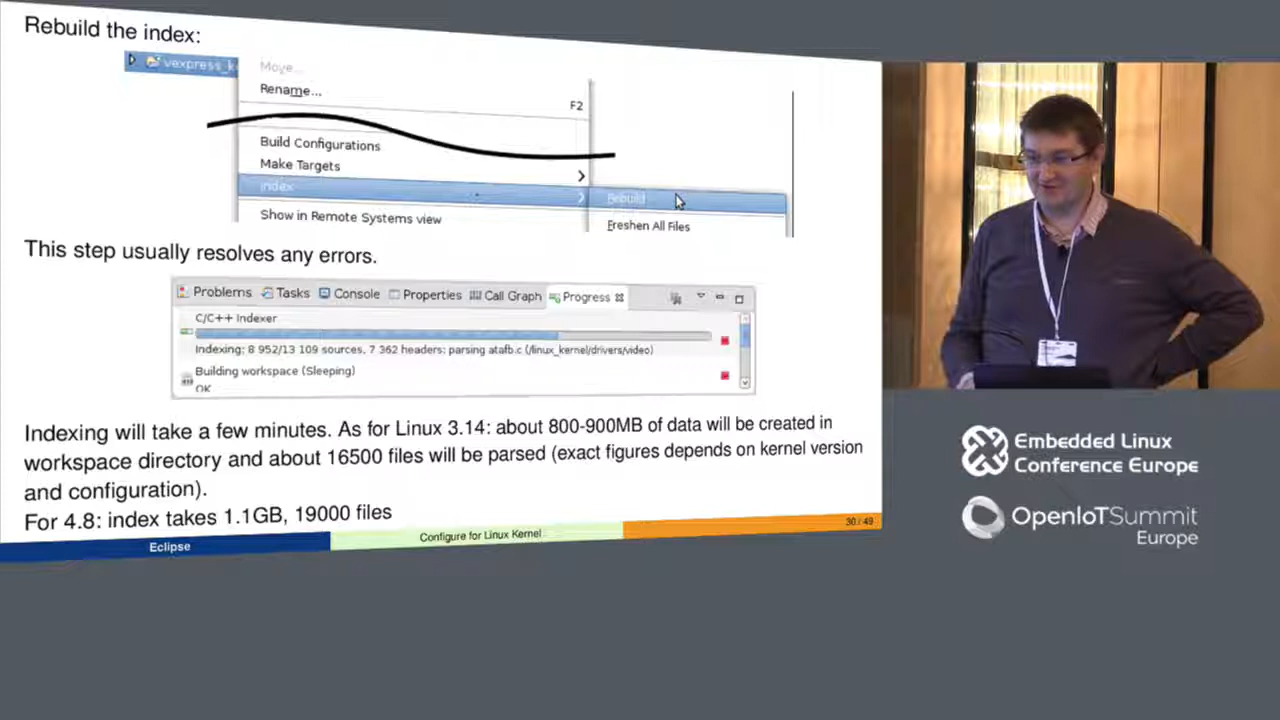 Rebuild the index:
vexpress_k
Move...
Rename...
F2
Build Configurations
Make Targets
Index
Rebuild
Show in Remote Systems view
Freshen All Files
This step usually resolves any errors.
Problems Tasks Console Properties Call Graph Progress
C/C++ Indexer
Indexing: 8 952/13 109 sources, 7 362 headers: parsing atafb.c (/linux_kernel/drivers/video)
Building workspace (Sleeping)
OK
Indexing will take a few minutes. As for Linux 3.14: about 800-900MB of data will be created in
workspace directory and about 16500 files will be parsed (exact figures depends on kernel version
and configuration).
For 4.8: index takes 1.1GB, 19000 files
Eclipse
Configure for Linux Kernel
30 / 49
Embedded Linux
Conference Europe
OpenIoTSummit
Europe